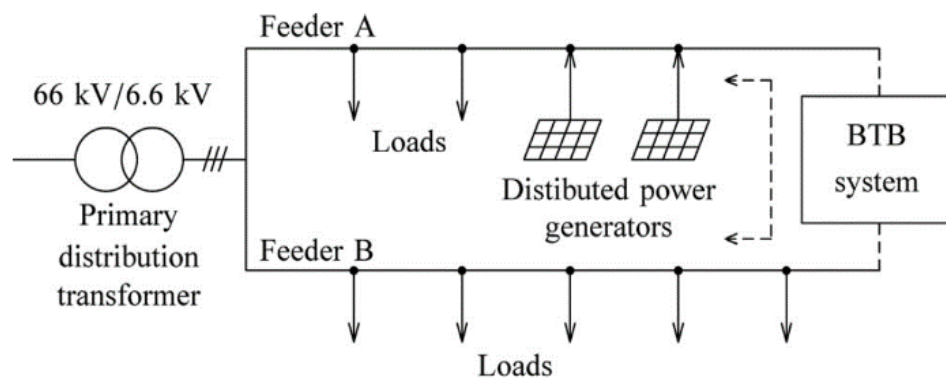 Feeder A
66 kV/6.6 kV
Loads
BTB
system
Distibuted power
generators
Primary
distribution
transformer
Feeder B
Loads